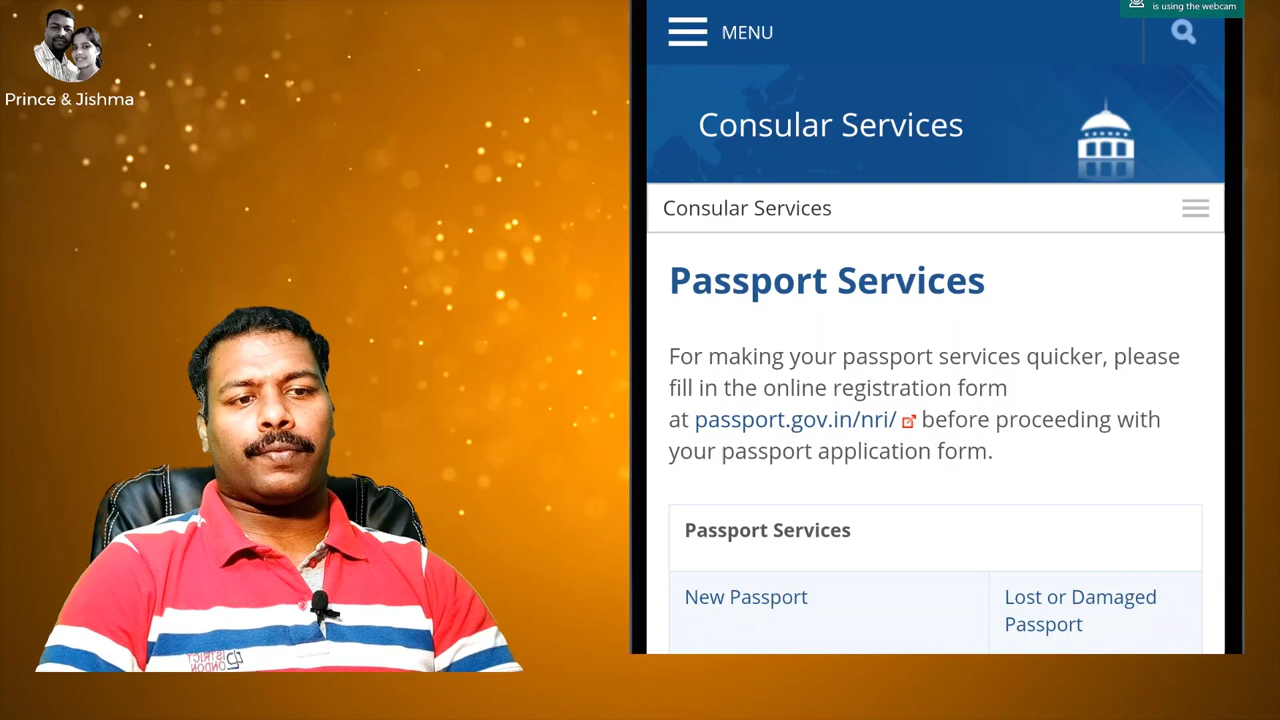 Prince & Jishma
is using the webcam
MENU
Consular Services
Consular Services
Passport Services
For making your passport services quicker, please
fill in the online registration form
at passport.gov.in/nri/ before proceeding with
your passport application form.
Passport Services
New Passport
Lost or Damaged
Passport
DISTRICT
LONDON